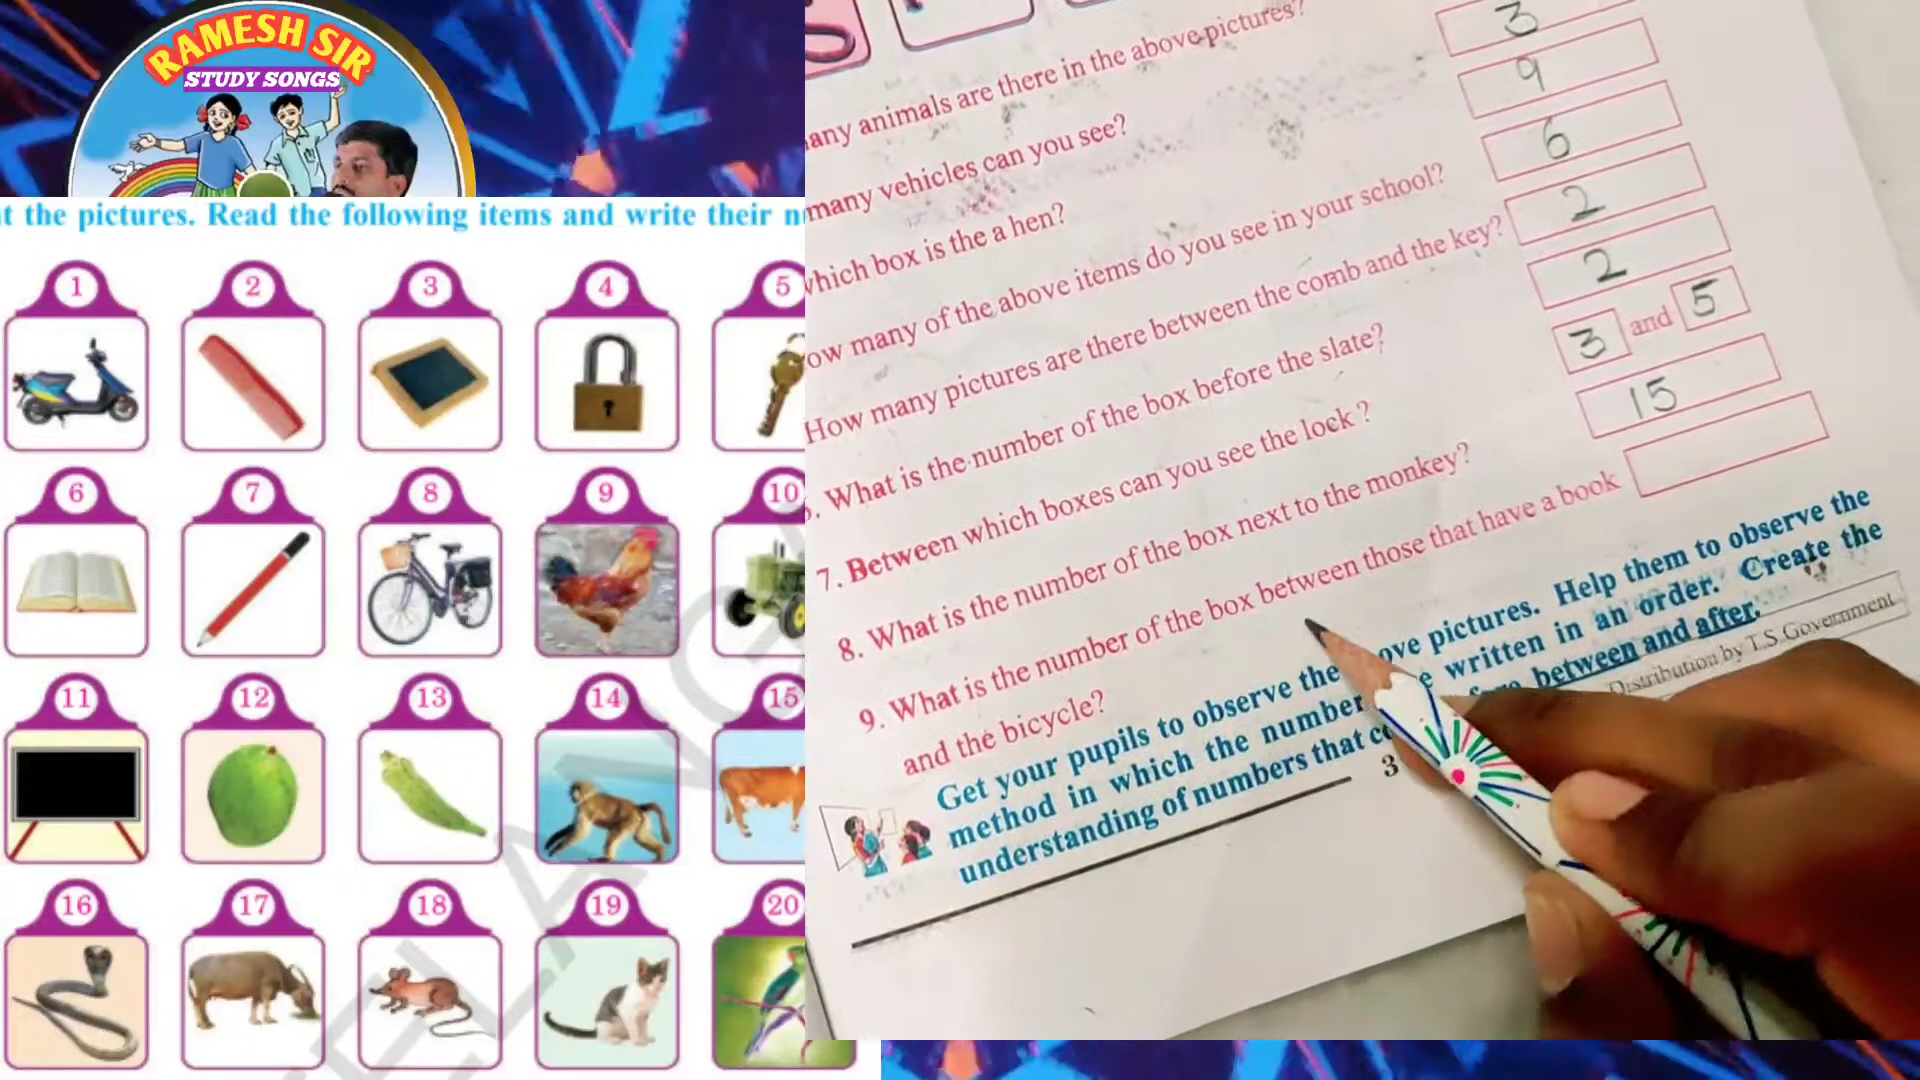 RAMESH SIR
STUDY SONGS
t the pictures. Read the following items and write their n
1 2 3 4 5
6 7 8 9 10
11 12 13 14 15
16 17 18 19 20
any animals are there in the above pictures? 3
many vehicles can you see? 9
which box is the a hen? 6
ow many of the above items do you see in your school? 2
How many pictures are there between the comb and the key? 2
. What is the number of the box before the slate? 3 and 5
7. Between which boxes can you see the lock ? 15
8. What is the number of the box next to the monkey?
9. What is the number of the box between those that have a book
and the bicycle?
Get your pupils to observe the ove pictures. Help them to observe the
method in which the number e written in an order. Create the
understanding of numbers that between and after.
Distribution by T.S.Government
3